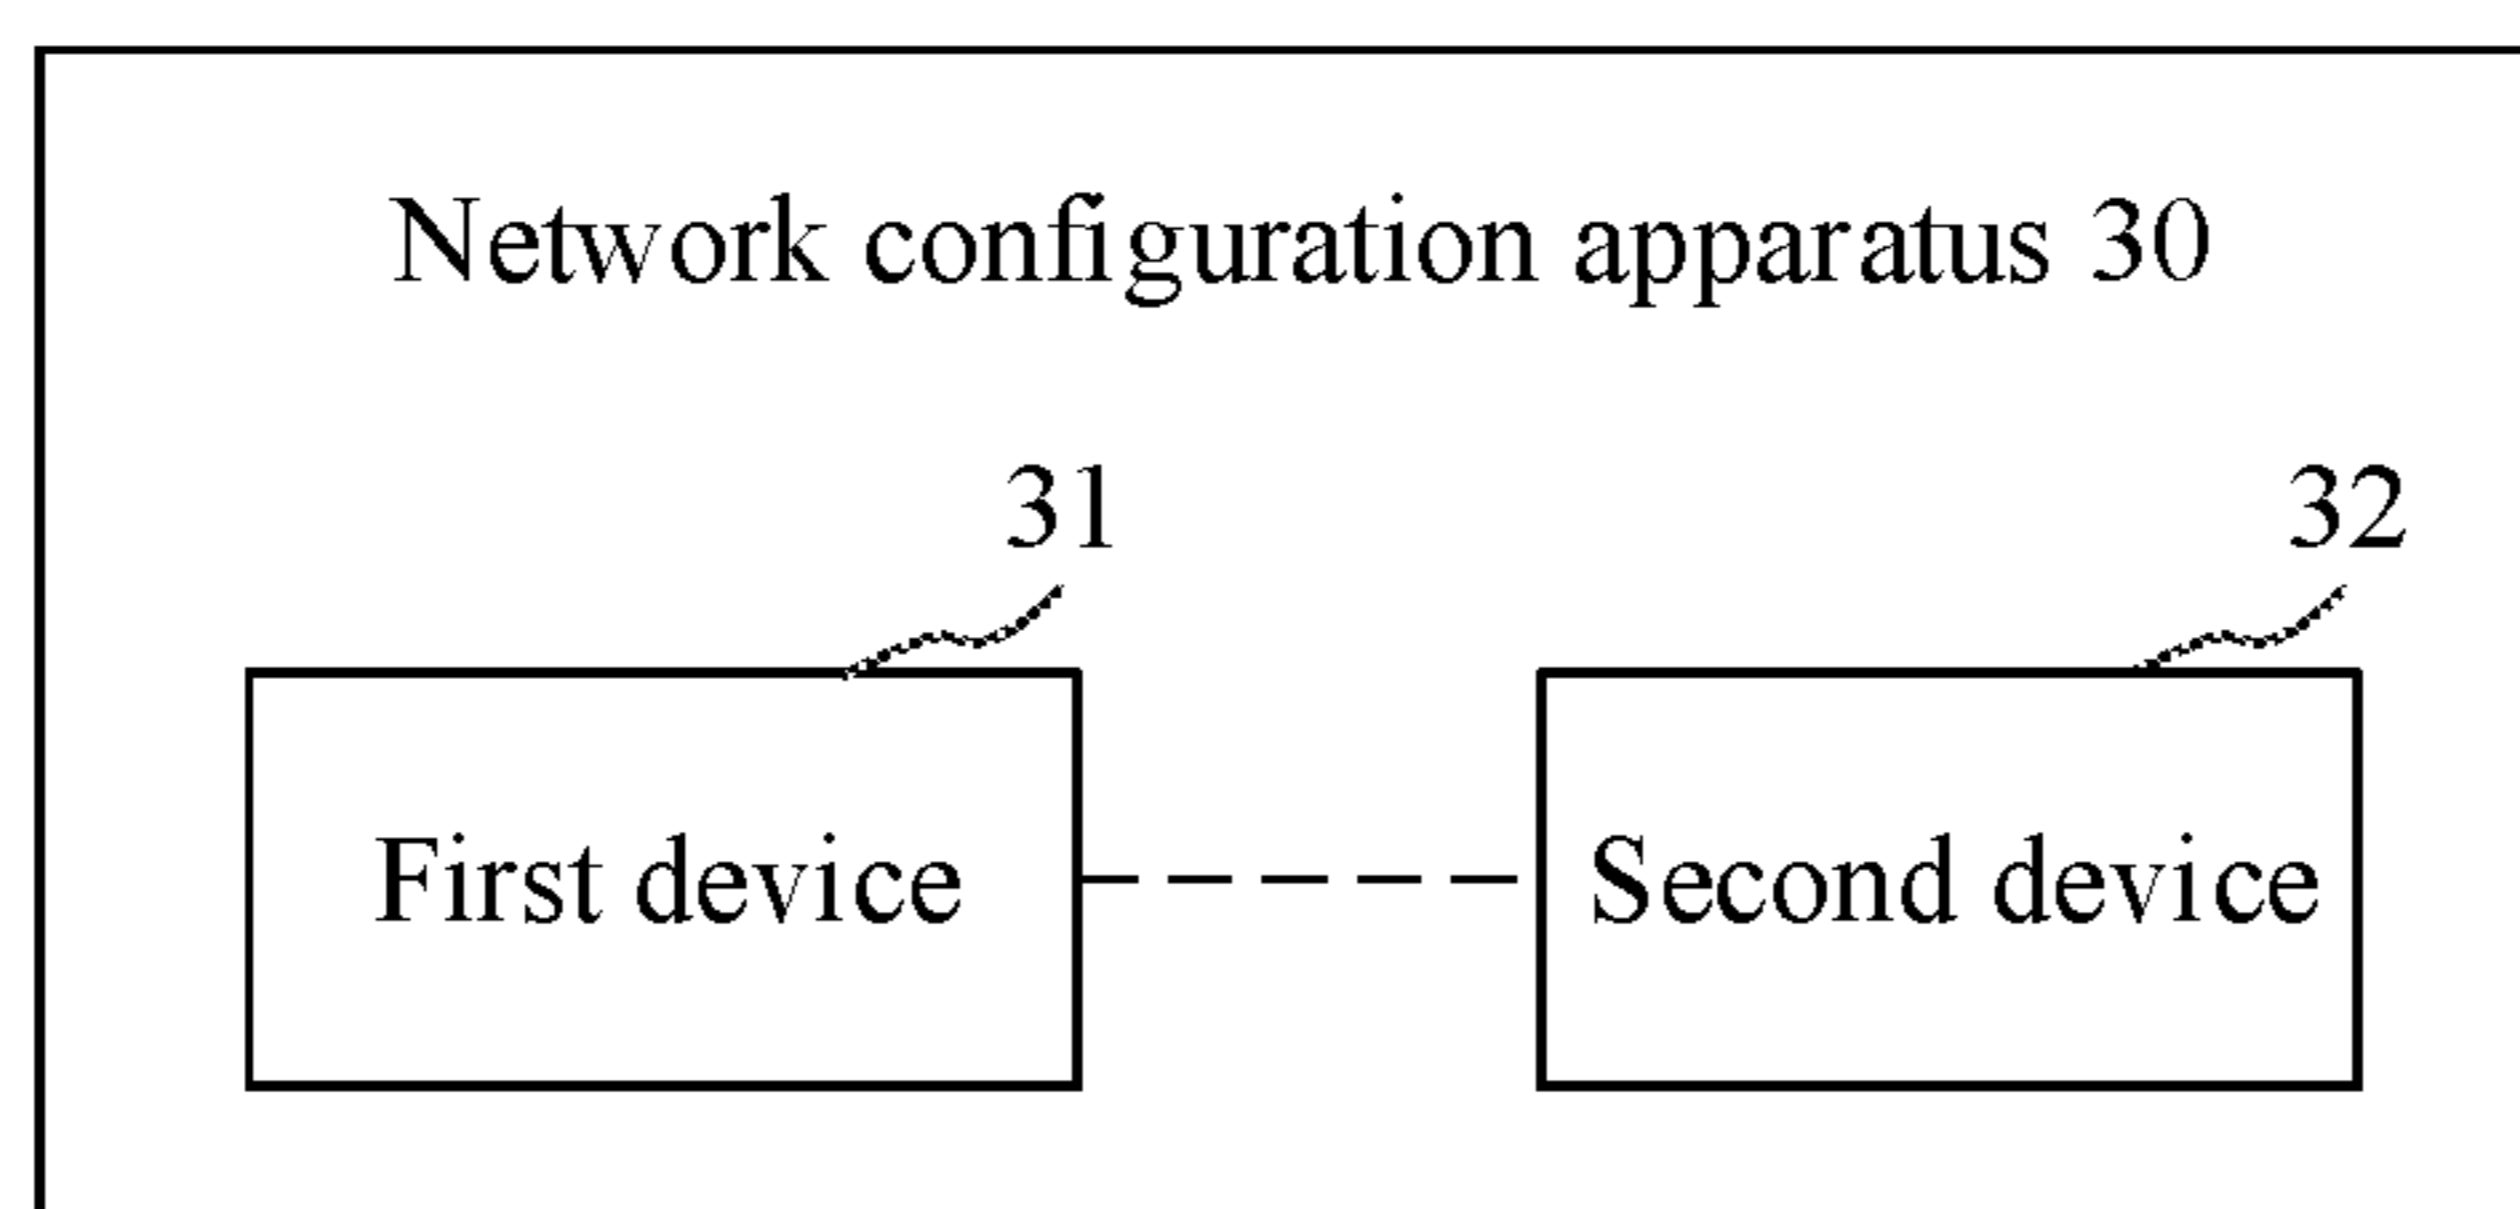 Network configuration apparatus 30
31
32
First device
Second device